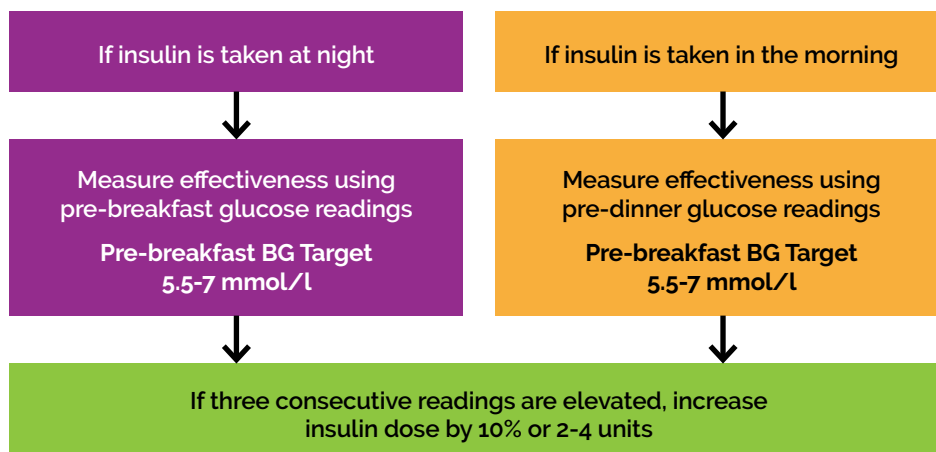 If insulin is taken at night
If insulin is taken in the morning
Measure effectiveness using
pre-breakfast glucose readings
Pre-breakfast BG Target
5.5-7 mmol/l
Measure effectiveness using
pre-dinner glucose readings
Pre-breakfast BG Target
5.5-7 mmol/l
If three consecutive readings are elevated, increase
insulin dose by 10% or 2-4 units